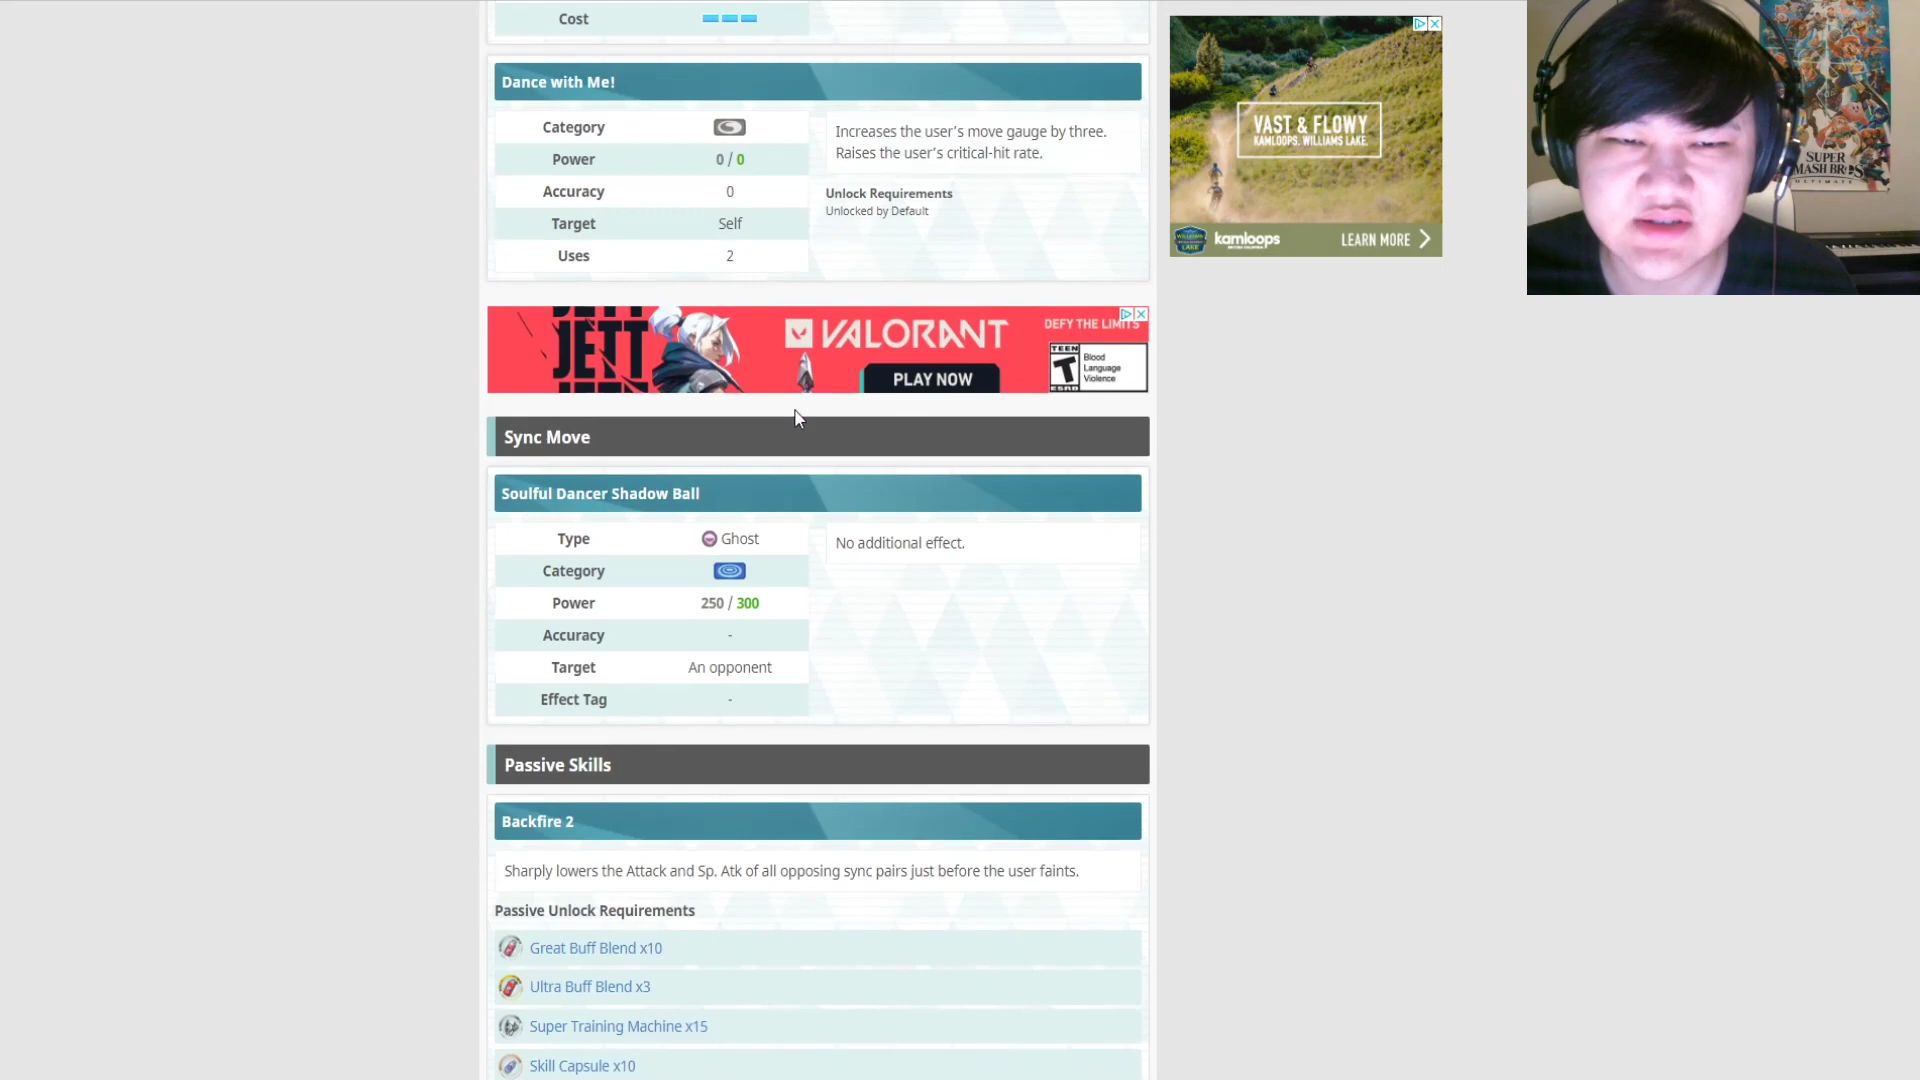 Cost
Dance with Me!
Category
Power 0 / 0
Accuracy 0
Target Self
Uses 2
Increases the user's move gauge by three.
Raises the user's critical-hit rate.
Unlock Requirements
Unlocked by Default
JETT
VALORANT
PLAY NOW
DEFY THE LIMITS
TEEN
T
ESRB
Blood
Language
Violence
Sync Move
Soulful Dancer Shadow Ball
Type Ghost
Category
Power 250 / 300
Accuracy -
Target An opponent
Effect Tag -
No additional effect.
Passive Skills
Backfire 2
Sharply lowers the Attack and Sp. Atk of all opposing sync pairs just before the user faints.
Passive Unlock Requirements
Great Buff Blend x10
Ultra Buff Blend x3
Super Training Machine x15
Skill Capsule x10
VAST & FLOWY
KAMLOOPS. WILLIAMS LAKE.
kamloops
LEARN MORE
SUPER
SMASH BROS
ULTIMATE